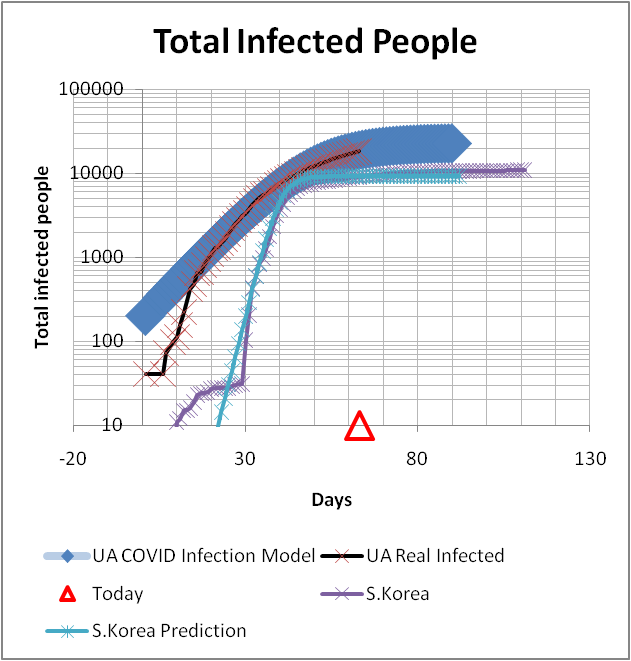 Total Infected People
100000
10000
1000
100
10
-20 30 80 130
Total infected people
Days
UA COVID Infection Model
UA Real Infected
Today
S.Korea
S.Korea Prediction